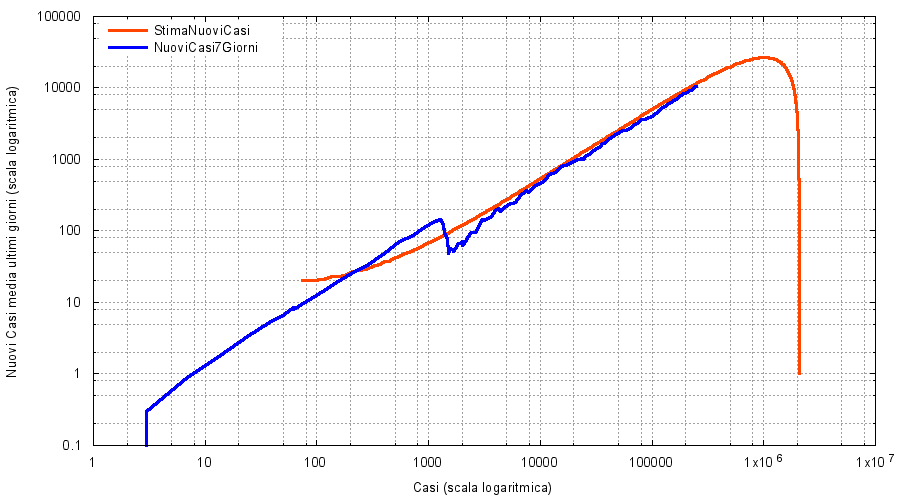 100000
StimaNuoviCasi
NuoviCasi7Giorni
10000
1000
100
10
1
0.1
Nuovi Casi media ultimi giorni (scala logaritmica)
1
10
100
1000
10000
100000
1x10^6
1x10^7
Casi (scala logaritmica)